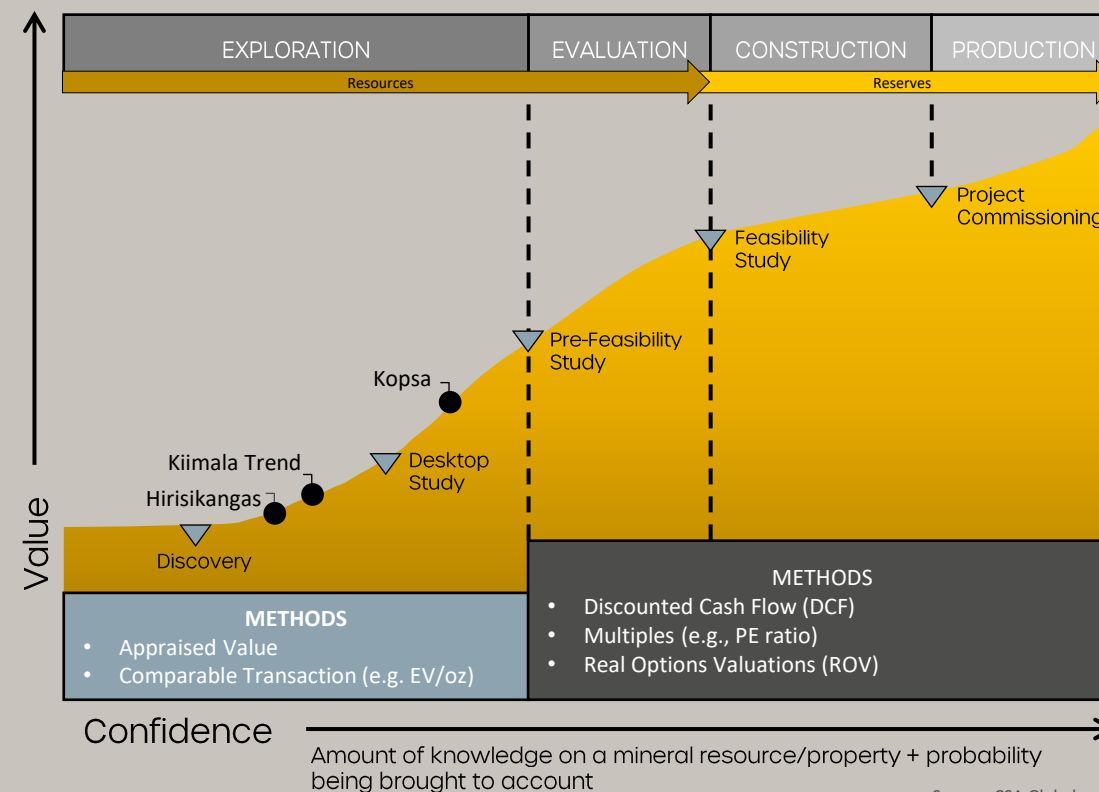 EXPLORATION
EVALUATION
CONSTRUCTION
PRODUCTION
Resources
Reserves
Project
Commissioning
Feasibility
Study
Pre-Feasibility
Study
Kopsa
Kiimala Trend
Desktop
Study
Hirisikangas
Discovery
Value
METHODS
• Appraised Value
• Comparable Transaction (e.g. EV/oz)
METHODS
• Discounted Cash Flow (DCF)
• Multiples (e.g., PE ratio)
• Real Options Valuations (ROV)
Confidence
Amount of knowledge on a mineral resource/property + probability
being brought to account